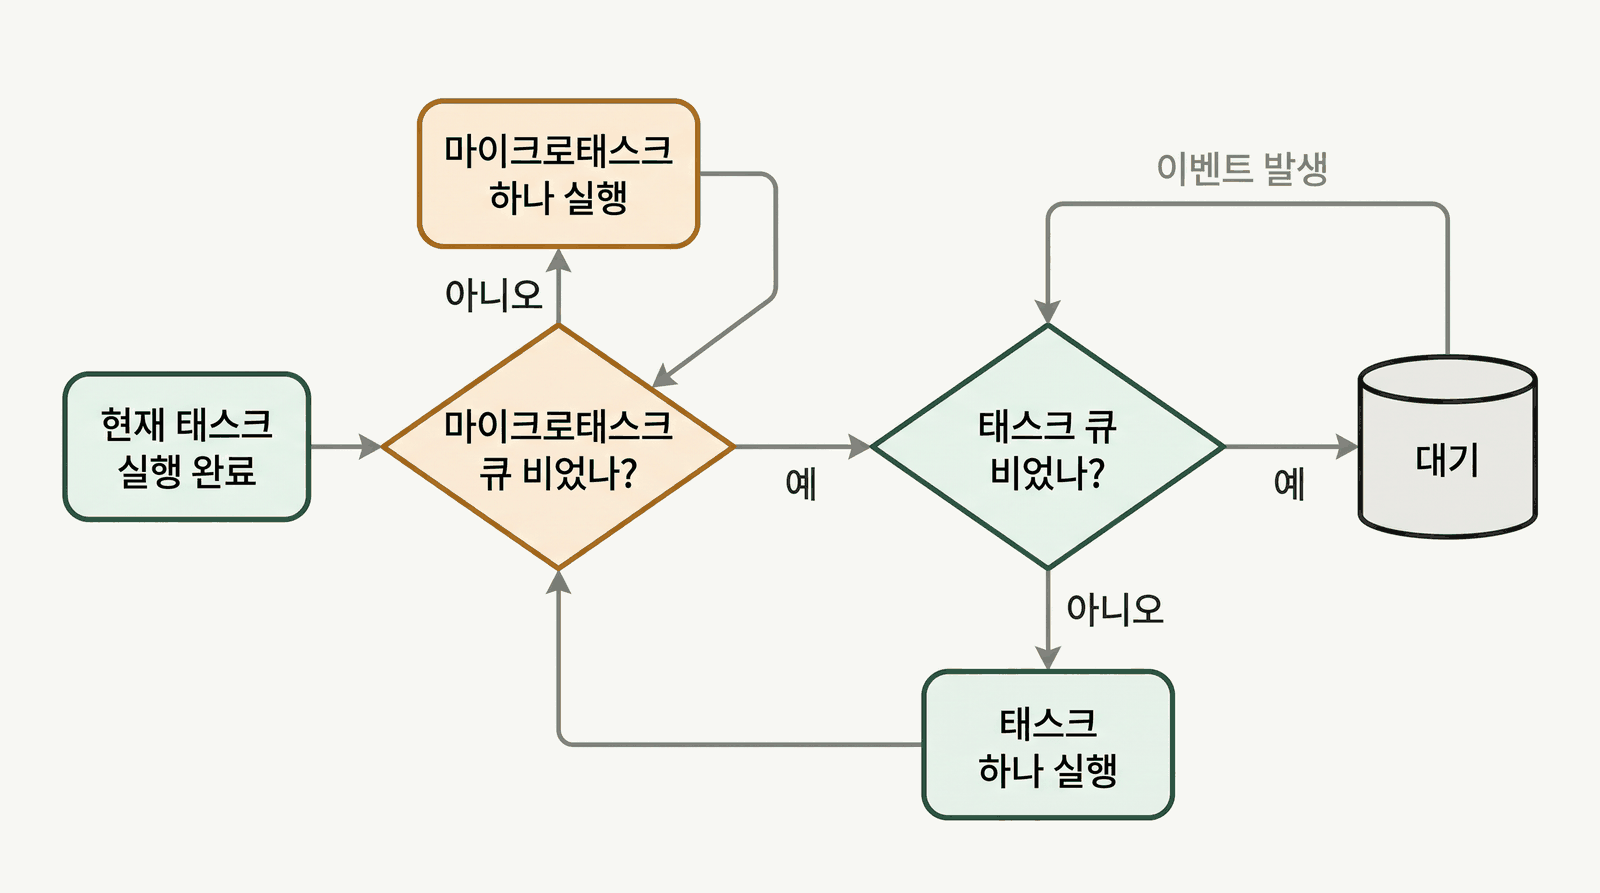 마이크로태스크
하나 실행
이벤트 발생
아니오
현재 태스크
실행 완료
마이크로태스크
큐 비었나?
예
태스크 큐
비었나?
예
대기
아니오
태스크
하나 실행